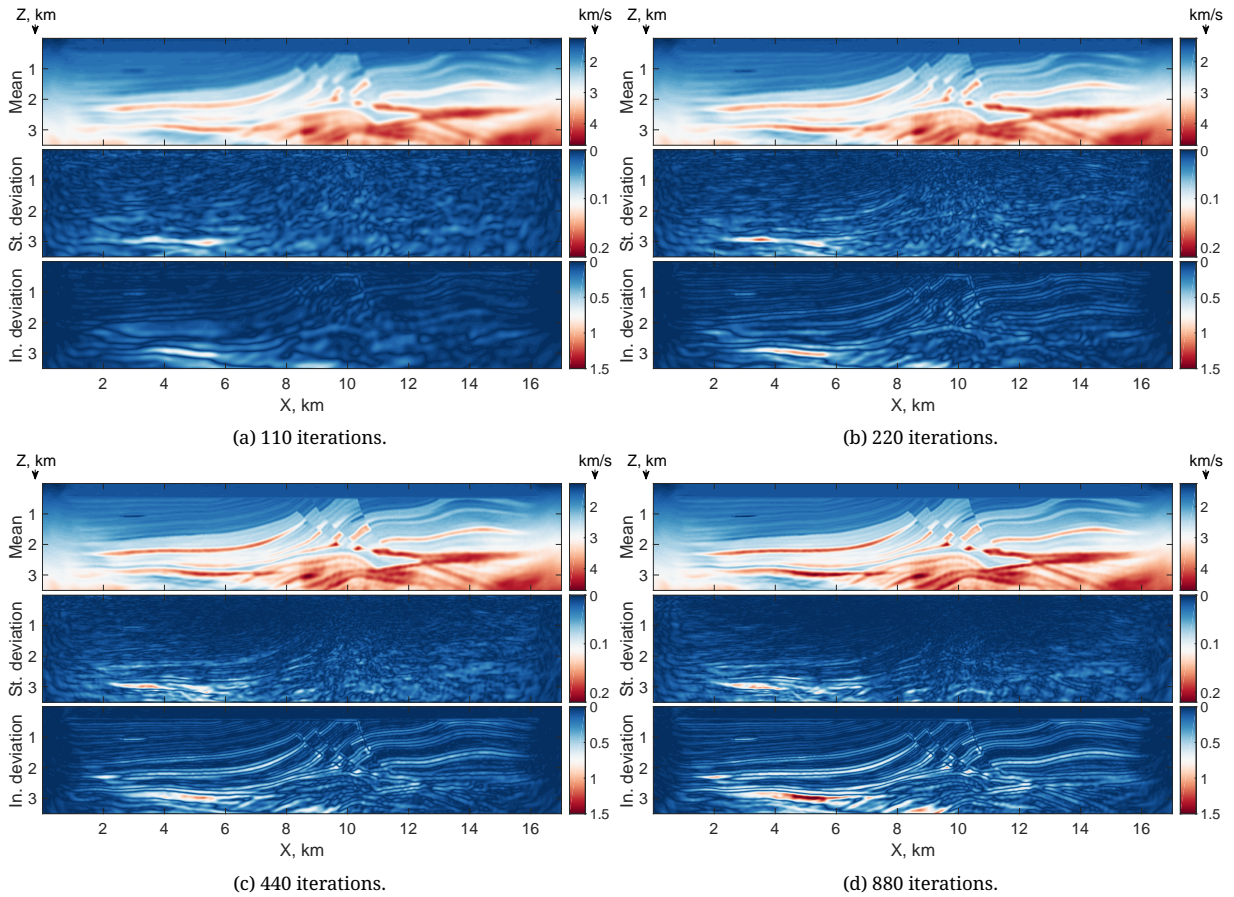 Z, km km/s Z, km km/s
Mean 1 2 3 2 3 4 Mean 1 2 3 2 3 4
St. deviation 1 2 3 0 0.1 0.2 St. deviation 1 2 3 0 0.1 0.2
In. deviation 1 2 3 0 0.5 1 1.5 In. deviation 1 2 3 0 0.5 1 1.5
2 4 6 8 10 12 14 16 2 4 6 8 10 12 14 16
X, km X, km
(a) 110 iterations. (b) 220 iterations.
Z, km km/s Z, km km/s
Mean 1 2 3 2 3 4 Mean 1 2 3 2 3 4
St. deviation 1 2 3 0 0.1 0.2 St. deviation 1 2 3 0 0.1 0.2
In. deviation 1 2 3 0 0.5 1 1.5 In. deviation 1 2 3 0 0.5 1 1.5
2 4 6 8 10 12 14 16 2 4 6 8 10 12 14 16
X, km X, km
(c) 440 iterations. (d) 880 iterations.